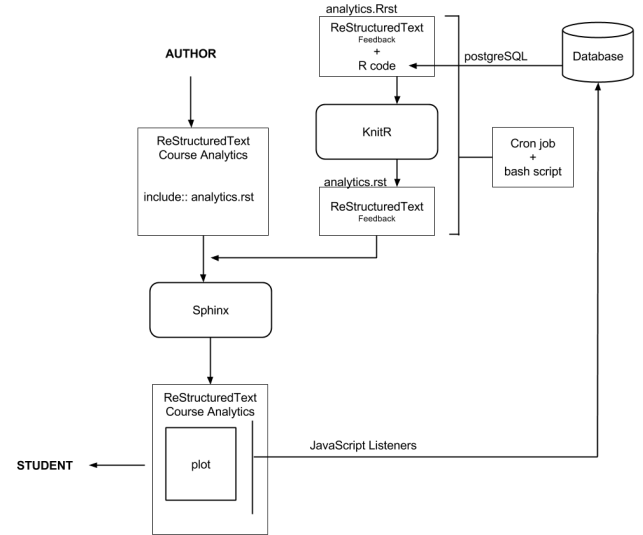 analytics.Rrst
ReStructuredText
Feedback
+
R code
postgreSQL
Database
AUTHOR
KnitR
ReStructuredText
Course Analytics
include:: analytics.rst
Cron job
+
bash script
analytics.rst
ReStructuredText
Feedback
Sphinx
ReStructuredText
Course Analytics
plot
JavaScript Listeners
STUDENT